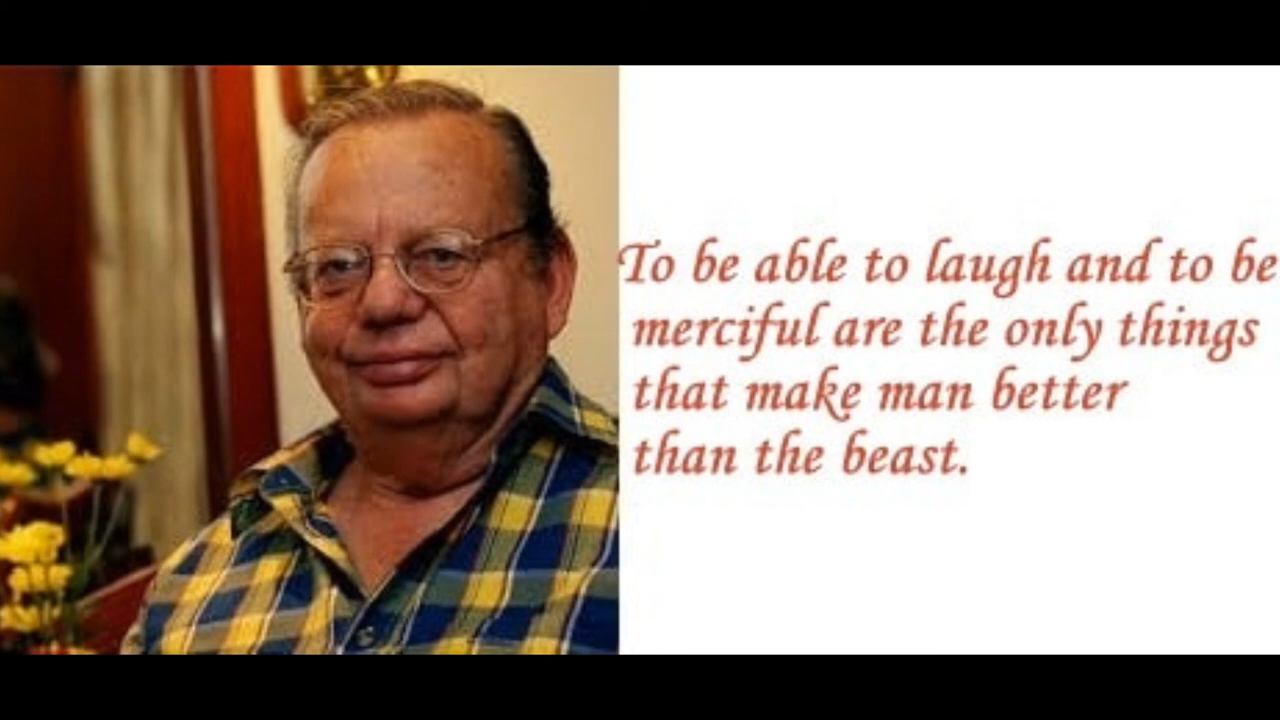 To be able to laugh and to be
merciful are the only things
that make man better
than the beast.